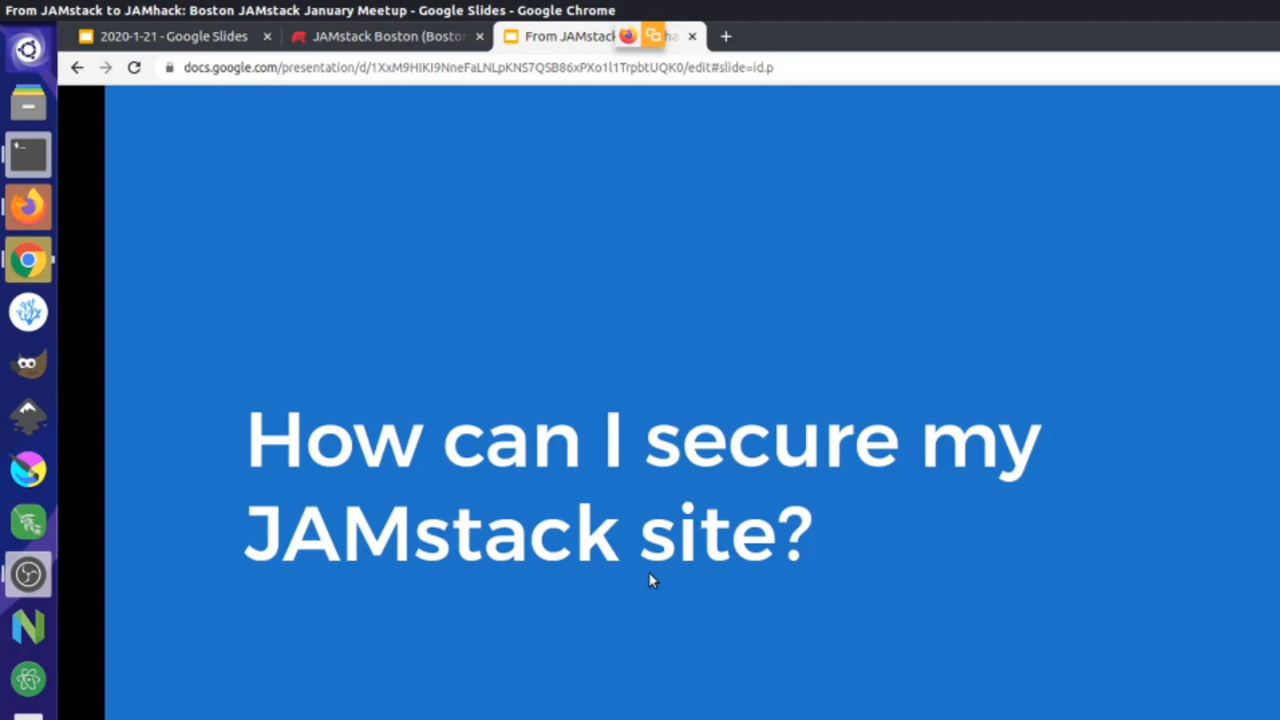 From JAMstack to JAMhack: Boston JAMstack January Meetup - Google Slides - Google Chrome
2020-1-21 - Google Slides
JAMstack Boston (Bosto
From JAMstack
docs.google.com/presentation/d/1XxM9HIKI9NneFaLNLpKNS7QSB86xPXo1l1TrpbtUQK0/edit#slide=id.p
How can I secure my
JAMstack site?